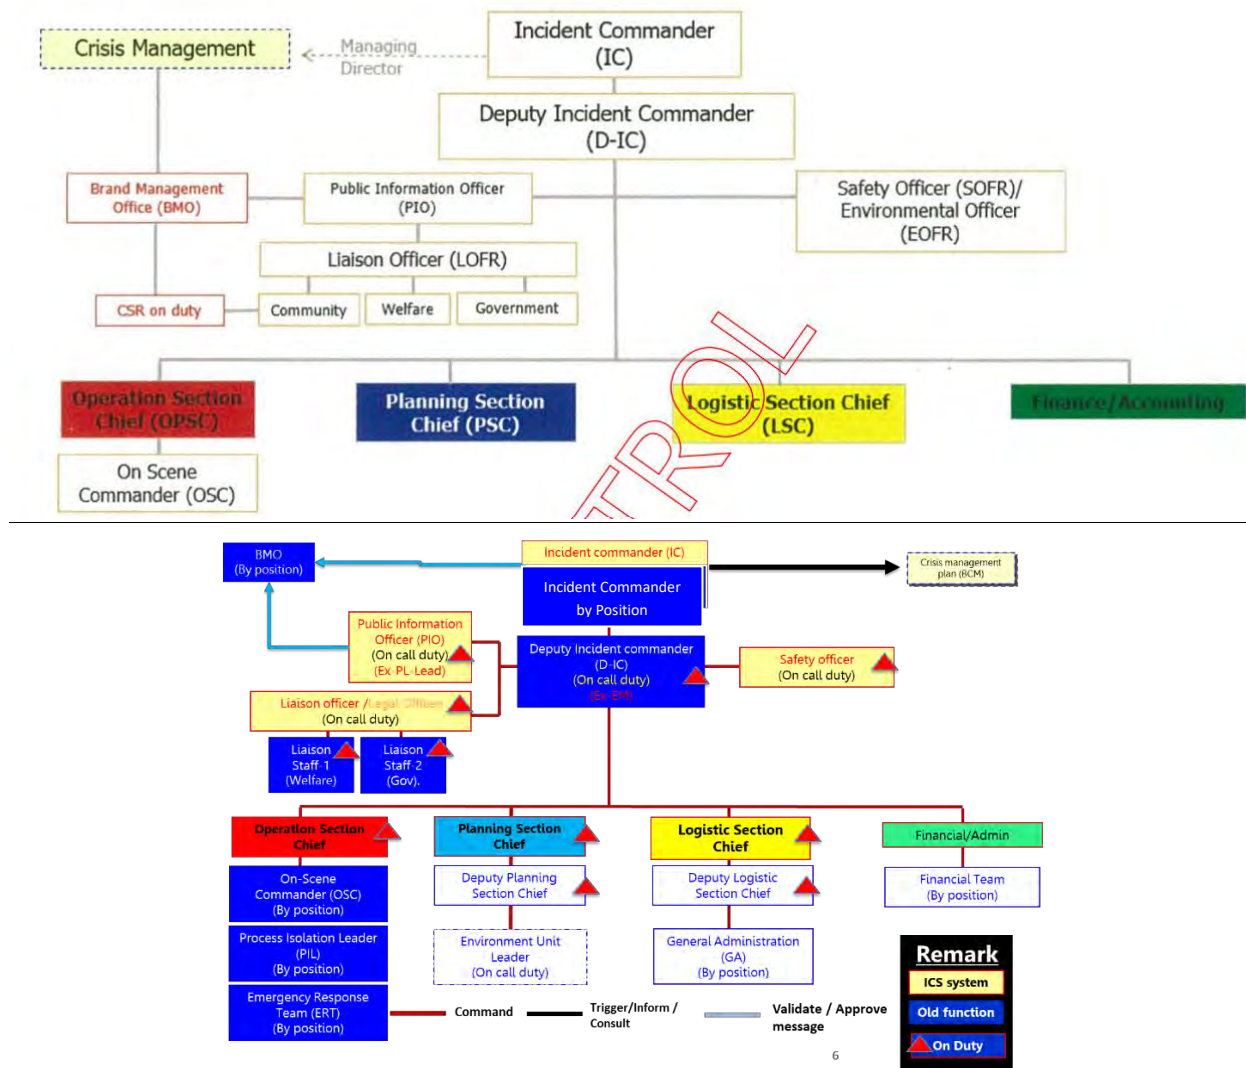 Crisis Management
Managing
Director
Incident Commander
(IC)
Deputy Incident Commander
(D-IC)
Brand Management
Office (BMO)
Public Information Officer
(PIO)
Safety Officer (SOFR)/
Environmental Officer
(EOFR)
Liaison Officer (LOFR)
CSR on duty
Community
Welfare
Government
Operation Section
Chief (OPSC)
Planning Section
Chief (PSC)
Logistic Section Chief
(LSC)
Finance/Accounting
On Scene
Commander (OSC)
TROL
BMO
(By position)
Incident commander (IC)
Incident Commander
by Position
Crisis management
plan (BCM)
Public Information
Officer (PIO)
(On call duty)
(Ex-PL-Lead)
Deputy Incident commander
(D-IC)
(On call duty)
(Ex-EM)
Safety officer
(On call duty)
Liaison officer /Legal Officer
(On call duty)
Liaison
Staff-1
(Welfare)
Liaison
Staff-2
(Gov).
Operation Section
Chief
Planning Section
Chief
Logistic Section
Chief
Financial/Admin
On-Scene
Commander (OSC)
(By position)
Deputy Planning
Section Chief
Deputy Logistic
Section Chief
Financial Team
(By position)
Process Isolation Leader
(PIL)
(By position)
Environment Unit
Leader
(On call duty)
General Administration
(GA)
(By position)
Emergency Response
Team (ERT)
(By position)
Command
Trigger/Inform /
Consult
Validate / Approve
message
Remark
ICS system
Old function
On Duty
6